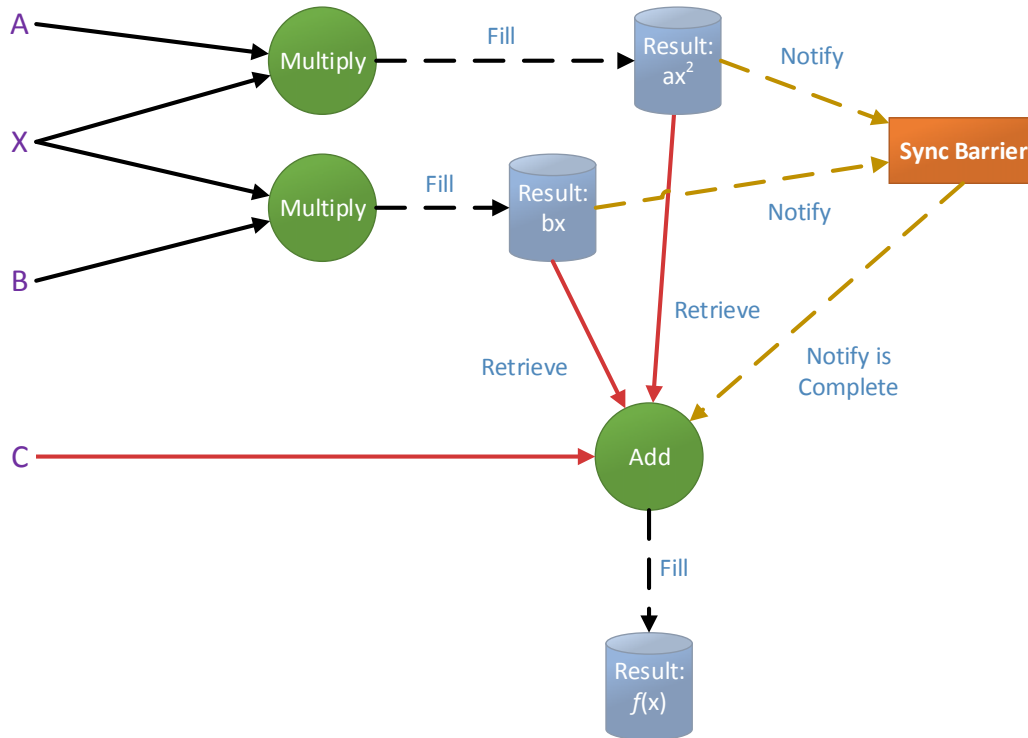 A
Multiply
Fill
Result:
ax²
Notify
X
Sync Barrier
Multiply
Fill
Result:
bx
Notify
B
Retrieve
Retrieve
Notify is
Complete
C
Add
Fill
Result:
f(x)